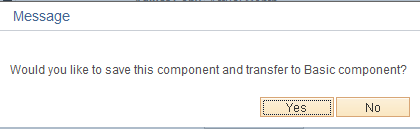 Message
Would you like to save this component and transfer to Basic component?
Yes
No